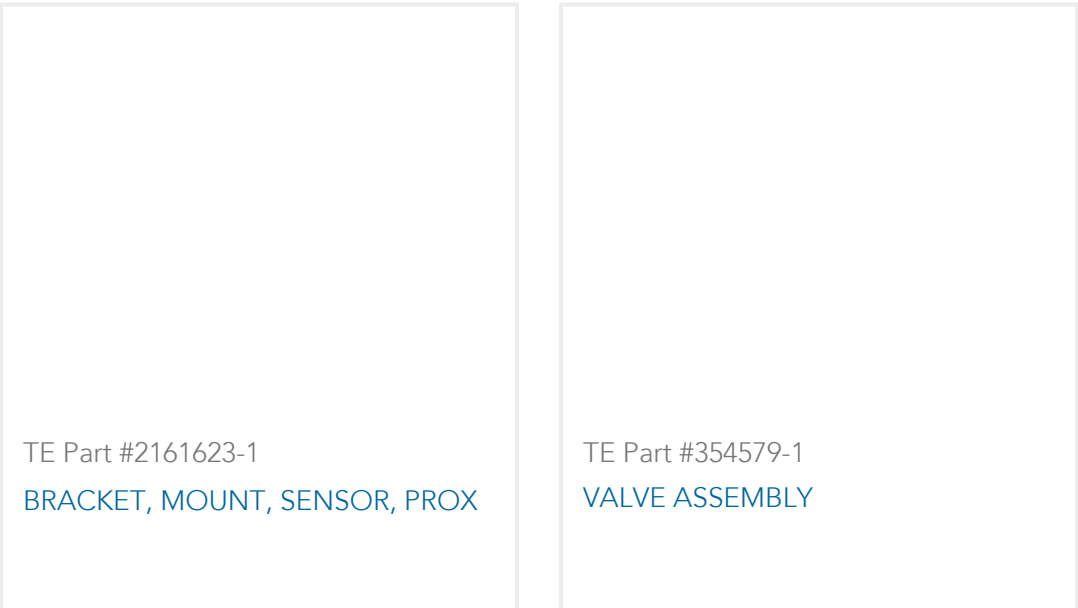 TE Part #2161623-1
BRACKET, MOUNT, SENSOR, PROX
TE Part #354579-1
VALVE ASSEMBLY